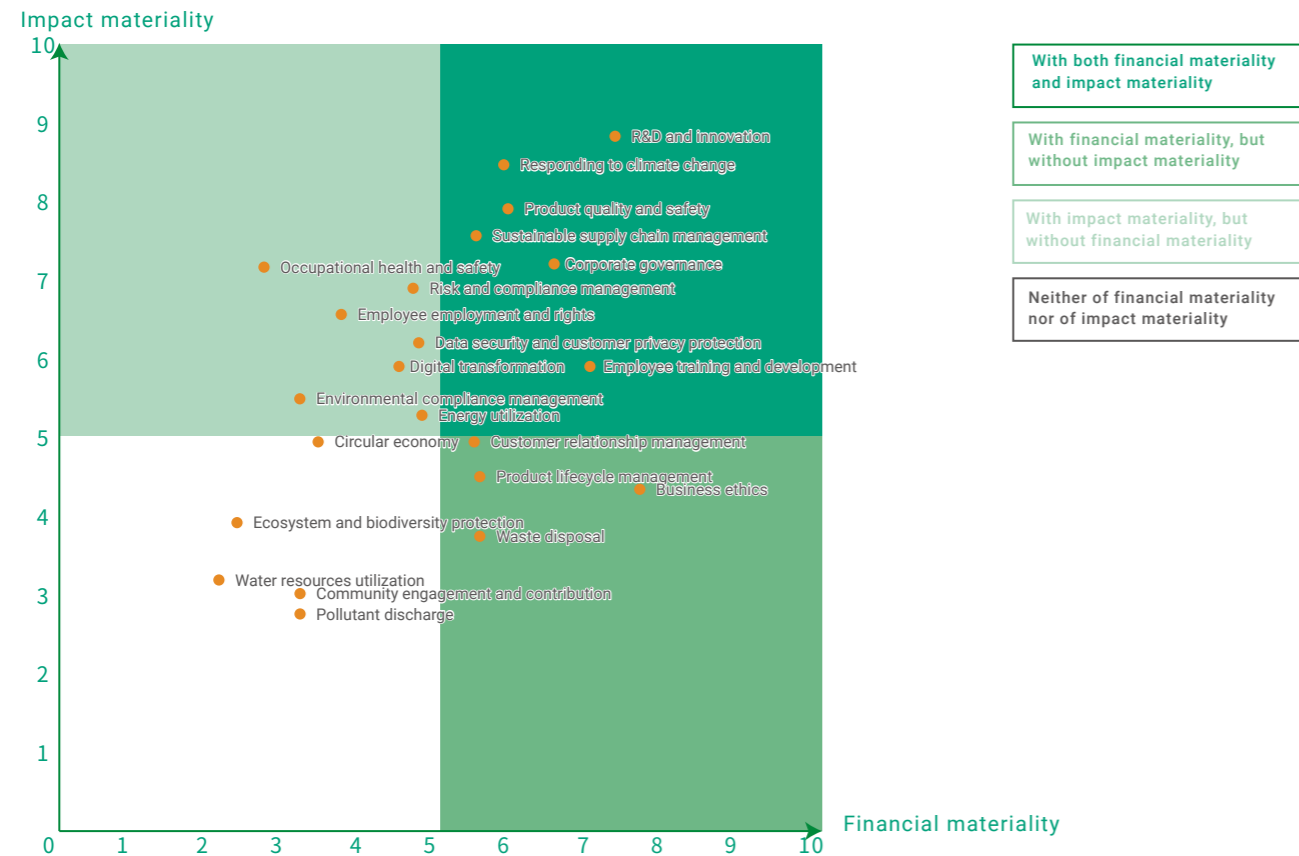 Impact materiality
10
9
8
7
6
5
4
3
2
1
0
1
2
3
4
5
6
7
8
9
10
Financial materiality
R&D and innovation
Responding to climate change
Product quality and safety
Sustainable supply chain management
Corporate governance
Occupational health and safety
Risk and compliance management
Employee employment and rights
Data security and customer privacy protection
Digital transformation
Employee training and development
Environmental compliance management
Energy utilization
Circular economy
Customer relationship management
Product lifecycle management
Business ethics
Ecosystem and biodiversity protection
Waste disposal
Water resources utilization
Community engagement and contribution
Pollutant discharge
With both financial materiality
and impact materiality
With financial materiality, but
without impact materiality
With impact materiality, but
without financial materiality
Neither of financial materiality
nor of impact materiality